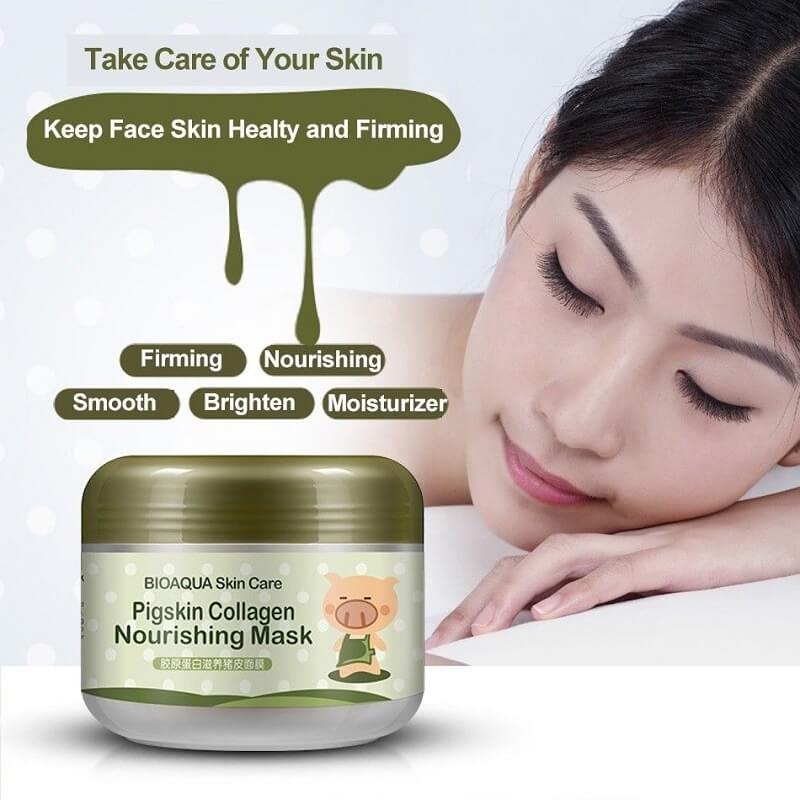 Take Care of Your Skin
Keep Face Skin Healty and Firming
Firming
Nourishing
Smooth
Brighten
Moisturizer
BIOAQUA Skin Care
Pigskin Collagen
Nourishing Mask
胶原蛋白滋养猪皮面膜